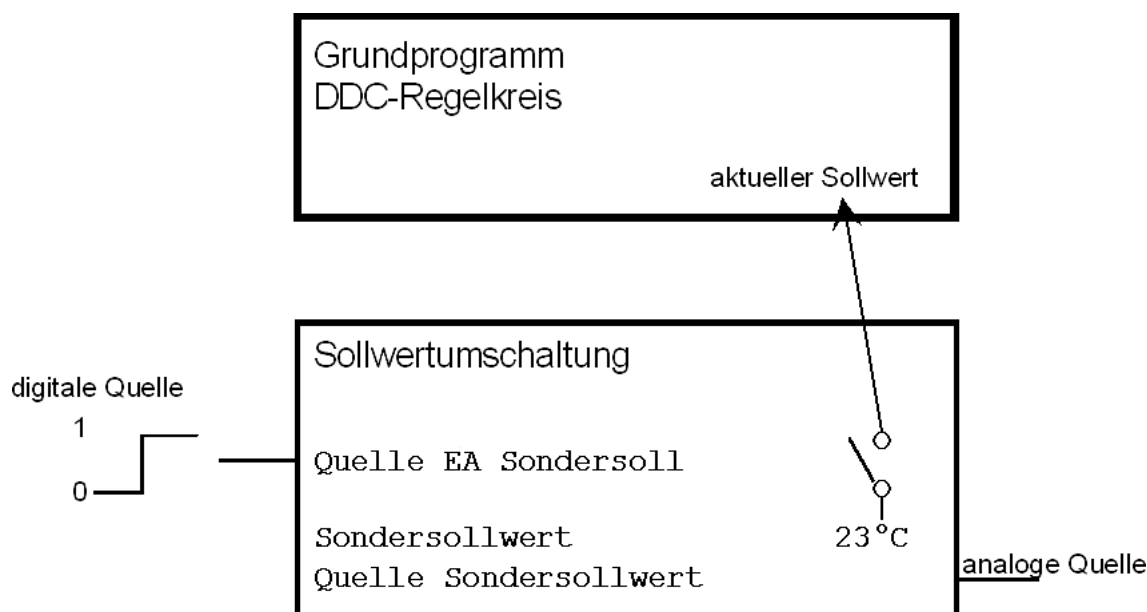 Grundprogramm
DDC-Regelkreis
aktueller Sollwert
Sollwertumschaltung
digitale Quelle
1
0
Quelle EA Sondersoll
Sondersollwert 23°C
Quelle Sondersollwert
analoge Quelle